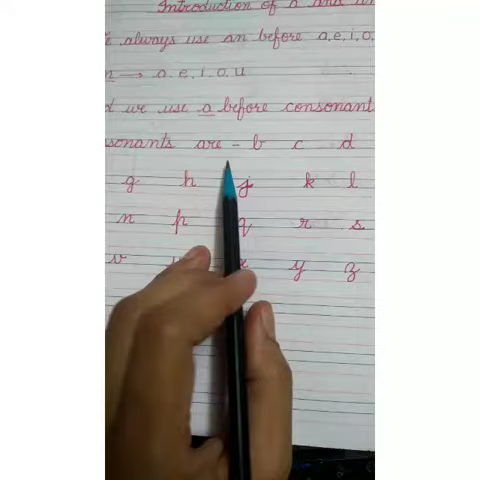 Introduction of a and an
always use an before a,e,i,o,
n → a, e, i, o, u
we use a before consonant
sonants are - b c d
g h j k l
n p q r s
v x y z